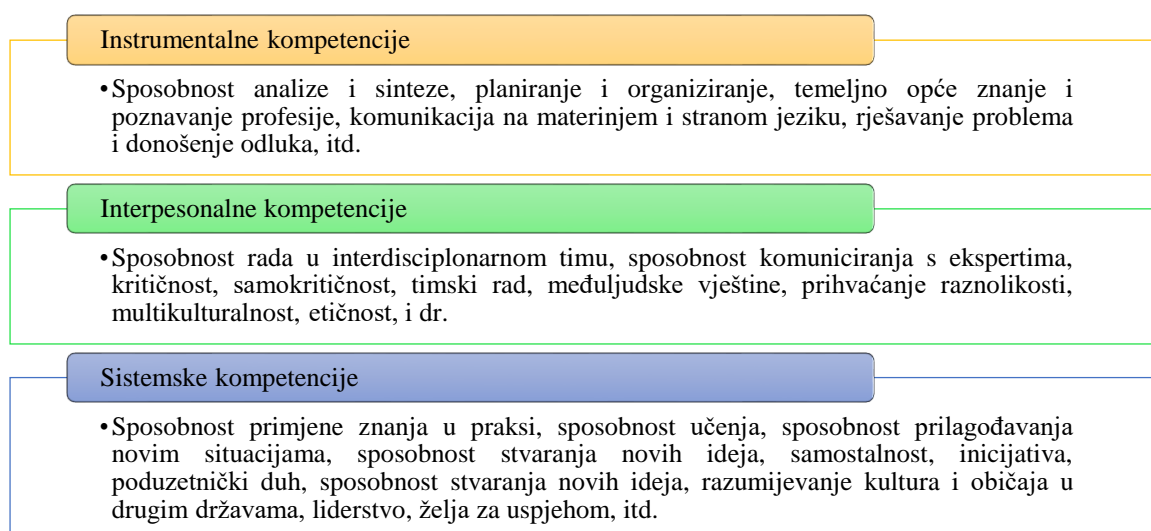 Instrumentalne kompetencije
•Sposobnost analize i sinteze, planiranje i organiziranje, temeljno opće znanje i
poznavanje profesije, komunikacija na materinjem i stranom jeziku, rješavanje problema
i donošenje odluka, itd.
Interpesonalne kompetencije
•Sposobnost rada u interdisciplonarnom timu, sposobnost komuniciranja s ekspertima,
kritičnost, samokritičnost, timski rad, međuljudske vještine, prihvaćanje raznolikosti,
multikulturalnost, etičnost, i dr.
Sistemske kompetencije
•Sposobnost primjene znanja u praksi, sposobnost učenja, sposobnost prilagođavanja
novim situacijama, sposobnost stvaranja novih ideja, samostalnost, inicijativa,
poduzetnički duh, sposobnost stvaranja novih ideja, razumijevanje kultura i običaja u
drugim državama, liderstvo, želja za uspjehom, itd.